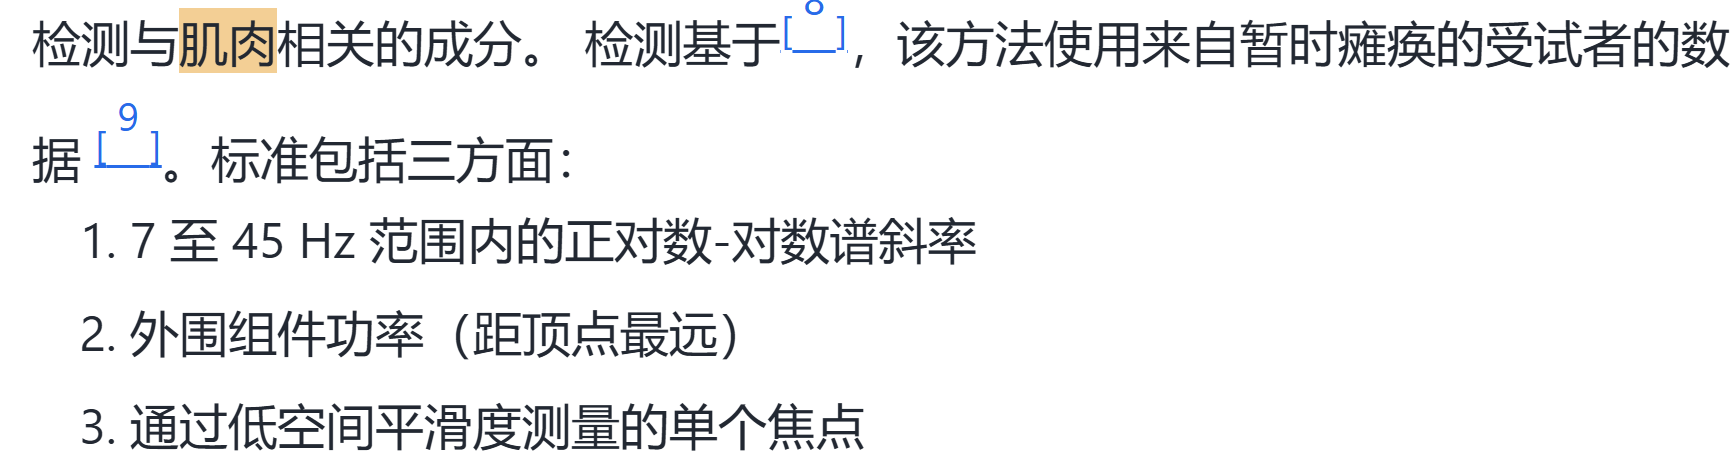 检测与肌肉相关的成分。 检测基于[8]，该方法使用来自暂时瘫痪的受试者的数
据 [9]。标准包括三方面：
1. 7 至 45 Hz 范围内的正对数-对数谱斜率
2. 外围组件功率（距顶点最远）
3. 通过低空间平滑度测量的单个焦点